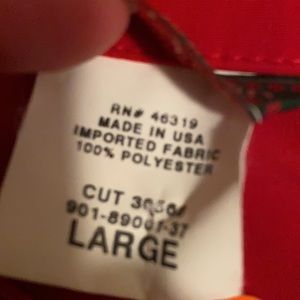 RN# 46319
MADE IN USA
IMPORTED FABRIC
100% POLYESTER
CUT
LARGE